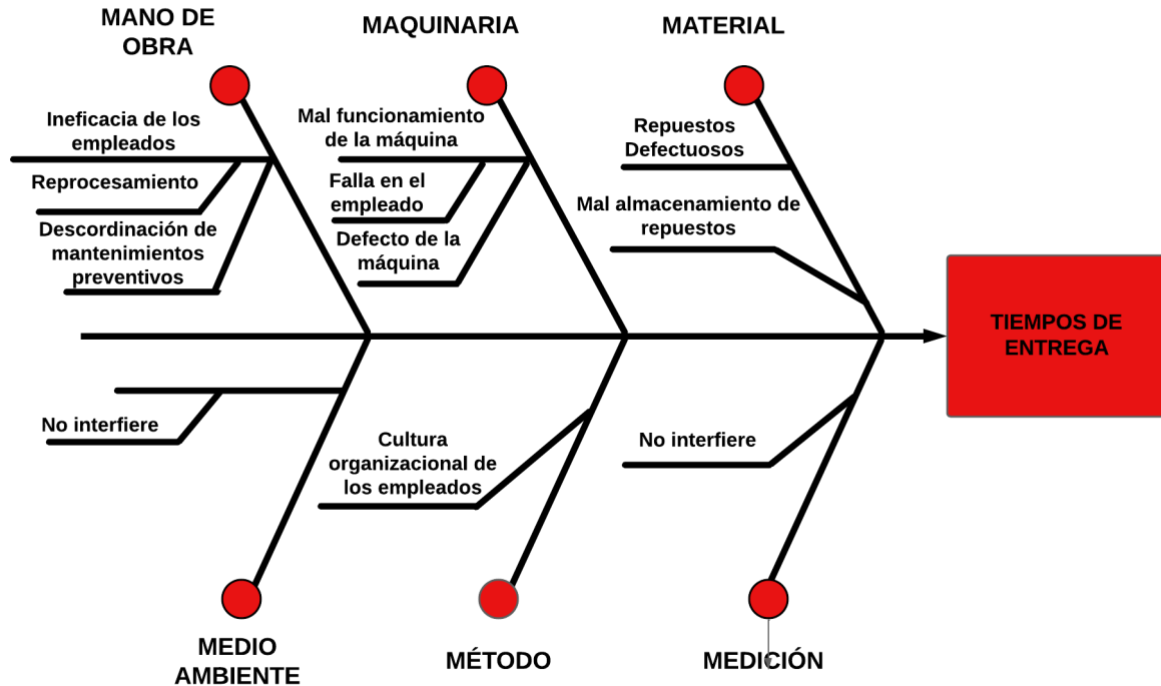 MANO DE
OBRA
MAQUINARIA
MATERIAL
Ineficacia de los
empleados
Reprocesamiento
Descordinación de
mantenimientos
preventivos
Mal funcionamiento
de la máquina
Falla en el
empleado
Defecto de la
máquina
Repuestos
Defectuosos
Mal almacenamiento de
repuestos
TIEMPOS DE
ENTREGA
No interfiere
Cultura
organizacional de
los empleados
No interfiere
MEDIO
AMBIENTE
MÉTODO
MEDICIÓN